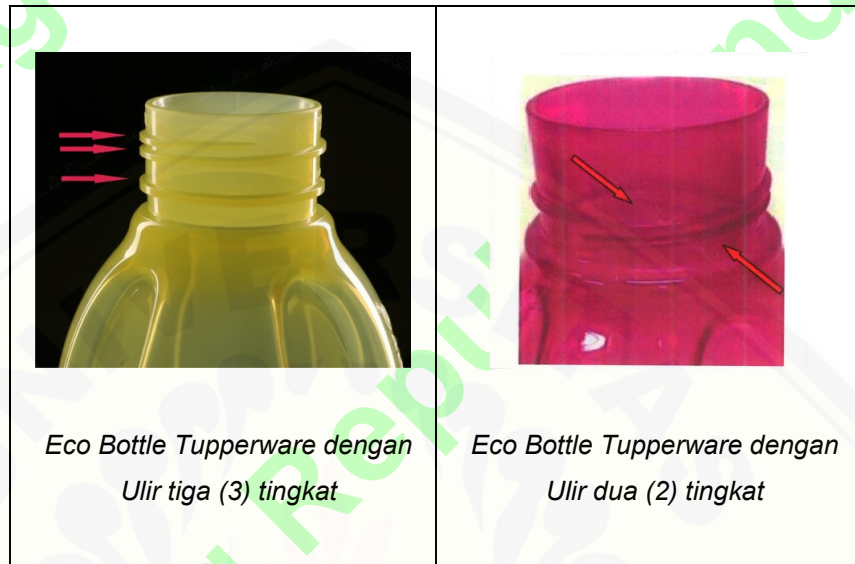 Eco Bottle Tupperware dengan
Ulir tiga (3) tingkat
Eco Bottle Tupperware dengan
Ulir dua (2) tingkat